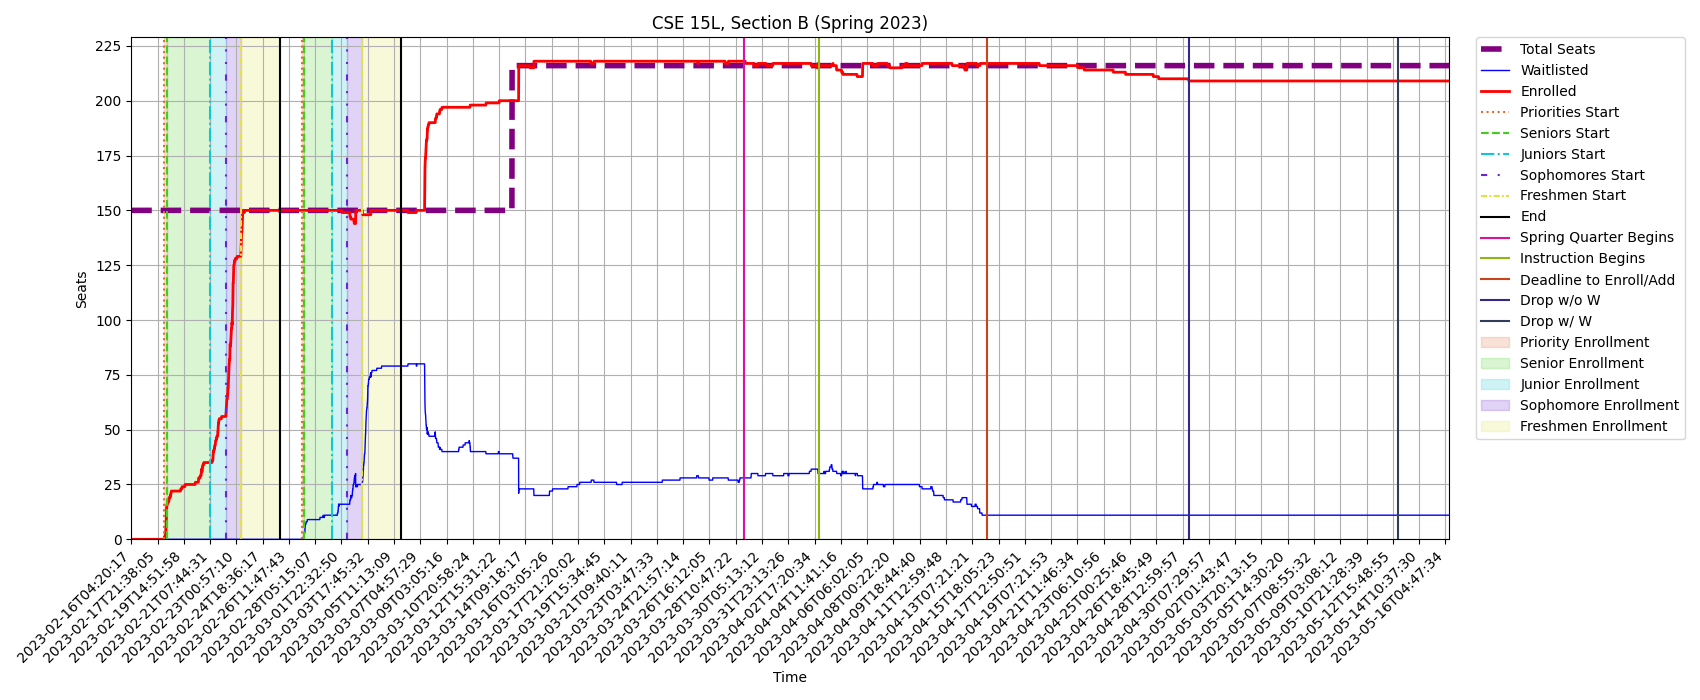 CSE 15L, Section B (Spring 2023)
225
200
175
150
125
100
75
50
25
0
Seats
2023-02-16T04:20:17
2023-02-17T21:38:05
2023-02-19T14:51:58
2023-02-21T07:44:31
2023-02-23T00:57:10
2023-02-24T18:36:17
2023-02-26T11:47:43
2023-02-28T05:15:07
2023-03-01T22:32:50
2023-03-03T17:45:32
2023-03-05T11:13:09
2023-03-07T04:57:29
2023-03-09T03:05:16
2023-03-10T20:58:24
2023-03-12T15:31:22
2023-03-14T09:18:17
2023-03-16T03:05:26
2023-03-17T21:20:02
2023-03-19T15:34:45
2023-03-21T09:40:11
2023-03-23T03:47:33
2023-03-24T21:57:14
2023-03-26T16:12:05
2023-03-28T10:47:22
2023-03-30T05:13:12
2023-03-31T23:13:26
2023-04-02T17:20:34
2023-04-04T11:41:16
2023-04-06T06:02:05
2023-04-08T00:22:20
2023-04-09T18:44:40
2023-04-11T12:59:48
2023-04-13T07:21:21
2023-04-15T18:05:23
2023-04-17T12:50:51
2023-04-19T07:21:53
2023-04-21T11:46:34
2023-04-23T06:10:56
2023-04-25T00:25:46
2023-04-26T18:45:49
2023-04-28T12:59:57
2023-04-30T07:29:57
2023-05-02T01:43:47
2023-05-03T20:13:15
2023-05-05T14:30:20
2023-05-07T08:55:32
2023-05-09T03:08:12
2023-05-10T21:28:39
2023-05-12T15:48:55
2023-05-14T10:37:30
2023-05-16T04:47:34
Time
Total Seats
Waitlisted
Enrolled
Priorities Start
Seniors Start
Juniors Start
Sophomores Start
Freshmen Start
End
Spring Quarter Begins
Instruction Begins
Deadline to Enroll/Add
Drop w/o W
Drop w/ W
Priority Enrollment
Senior Enrollment
Junior Enrollment
Sophomore Enrollment
Freshmen Enrollment